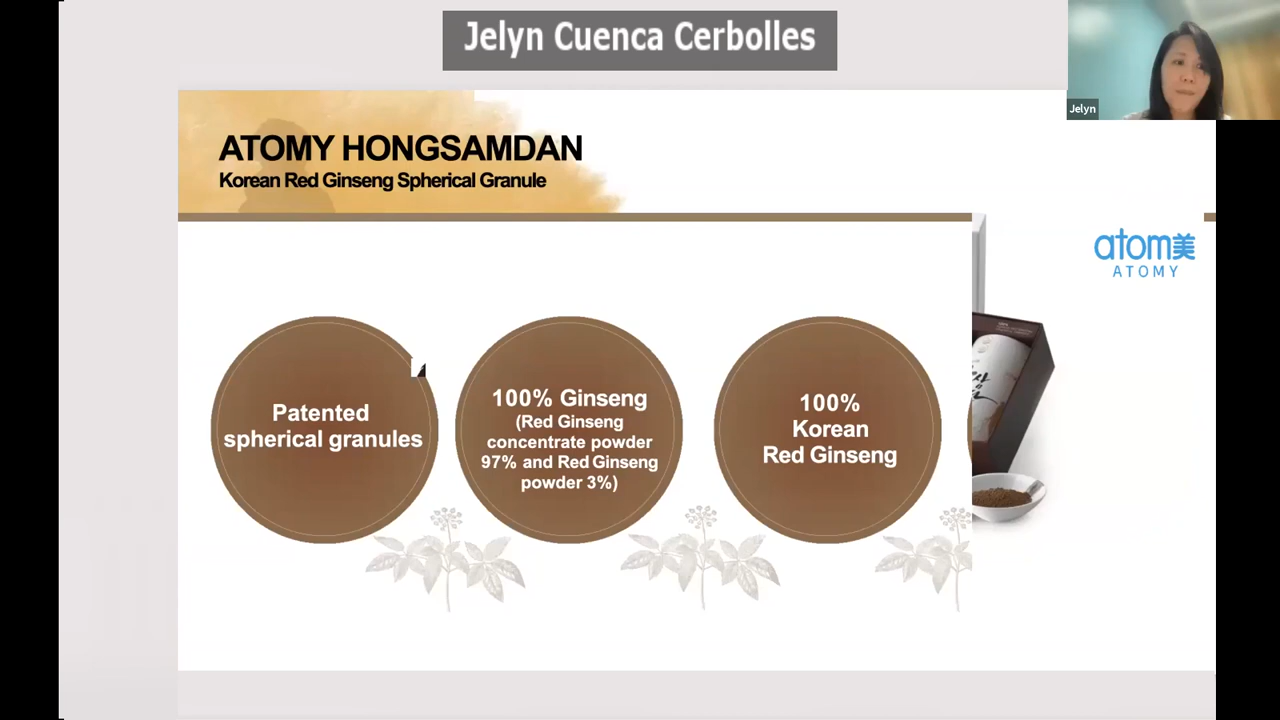 Jelyn Cuenca Cerbolles
Jelyn
ATOMY HONGSAMDAN
Korean Red Ginseng Spherical Granule
atom美
ATOMY
Patented
spherical granules
100% Ginseng
(Red Ginseng
concentrate powder
97% and Red Ginseng
powder 3%)
100%
Korean
Red Ginseng